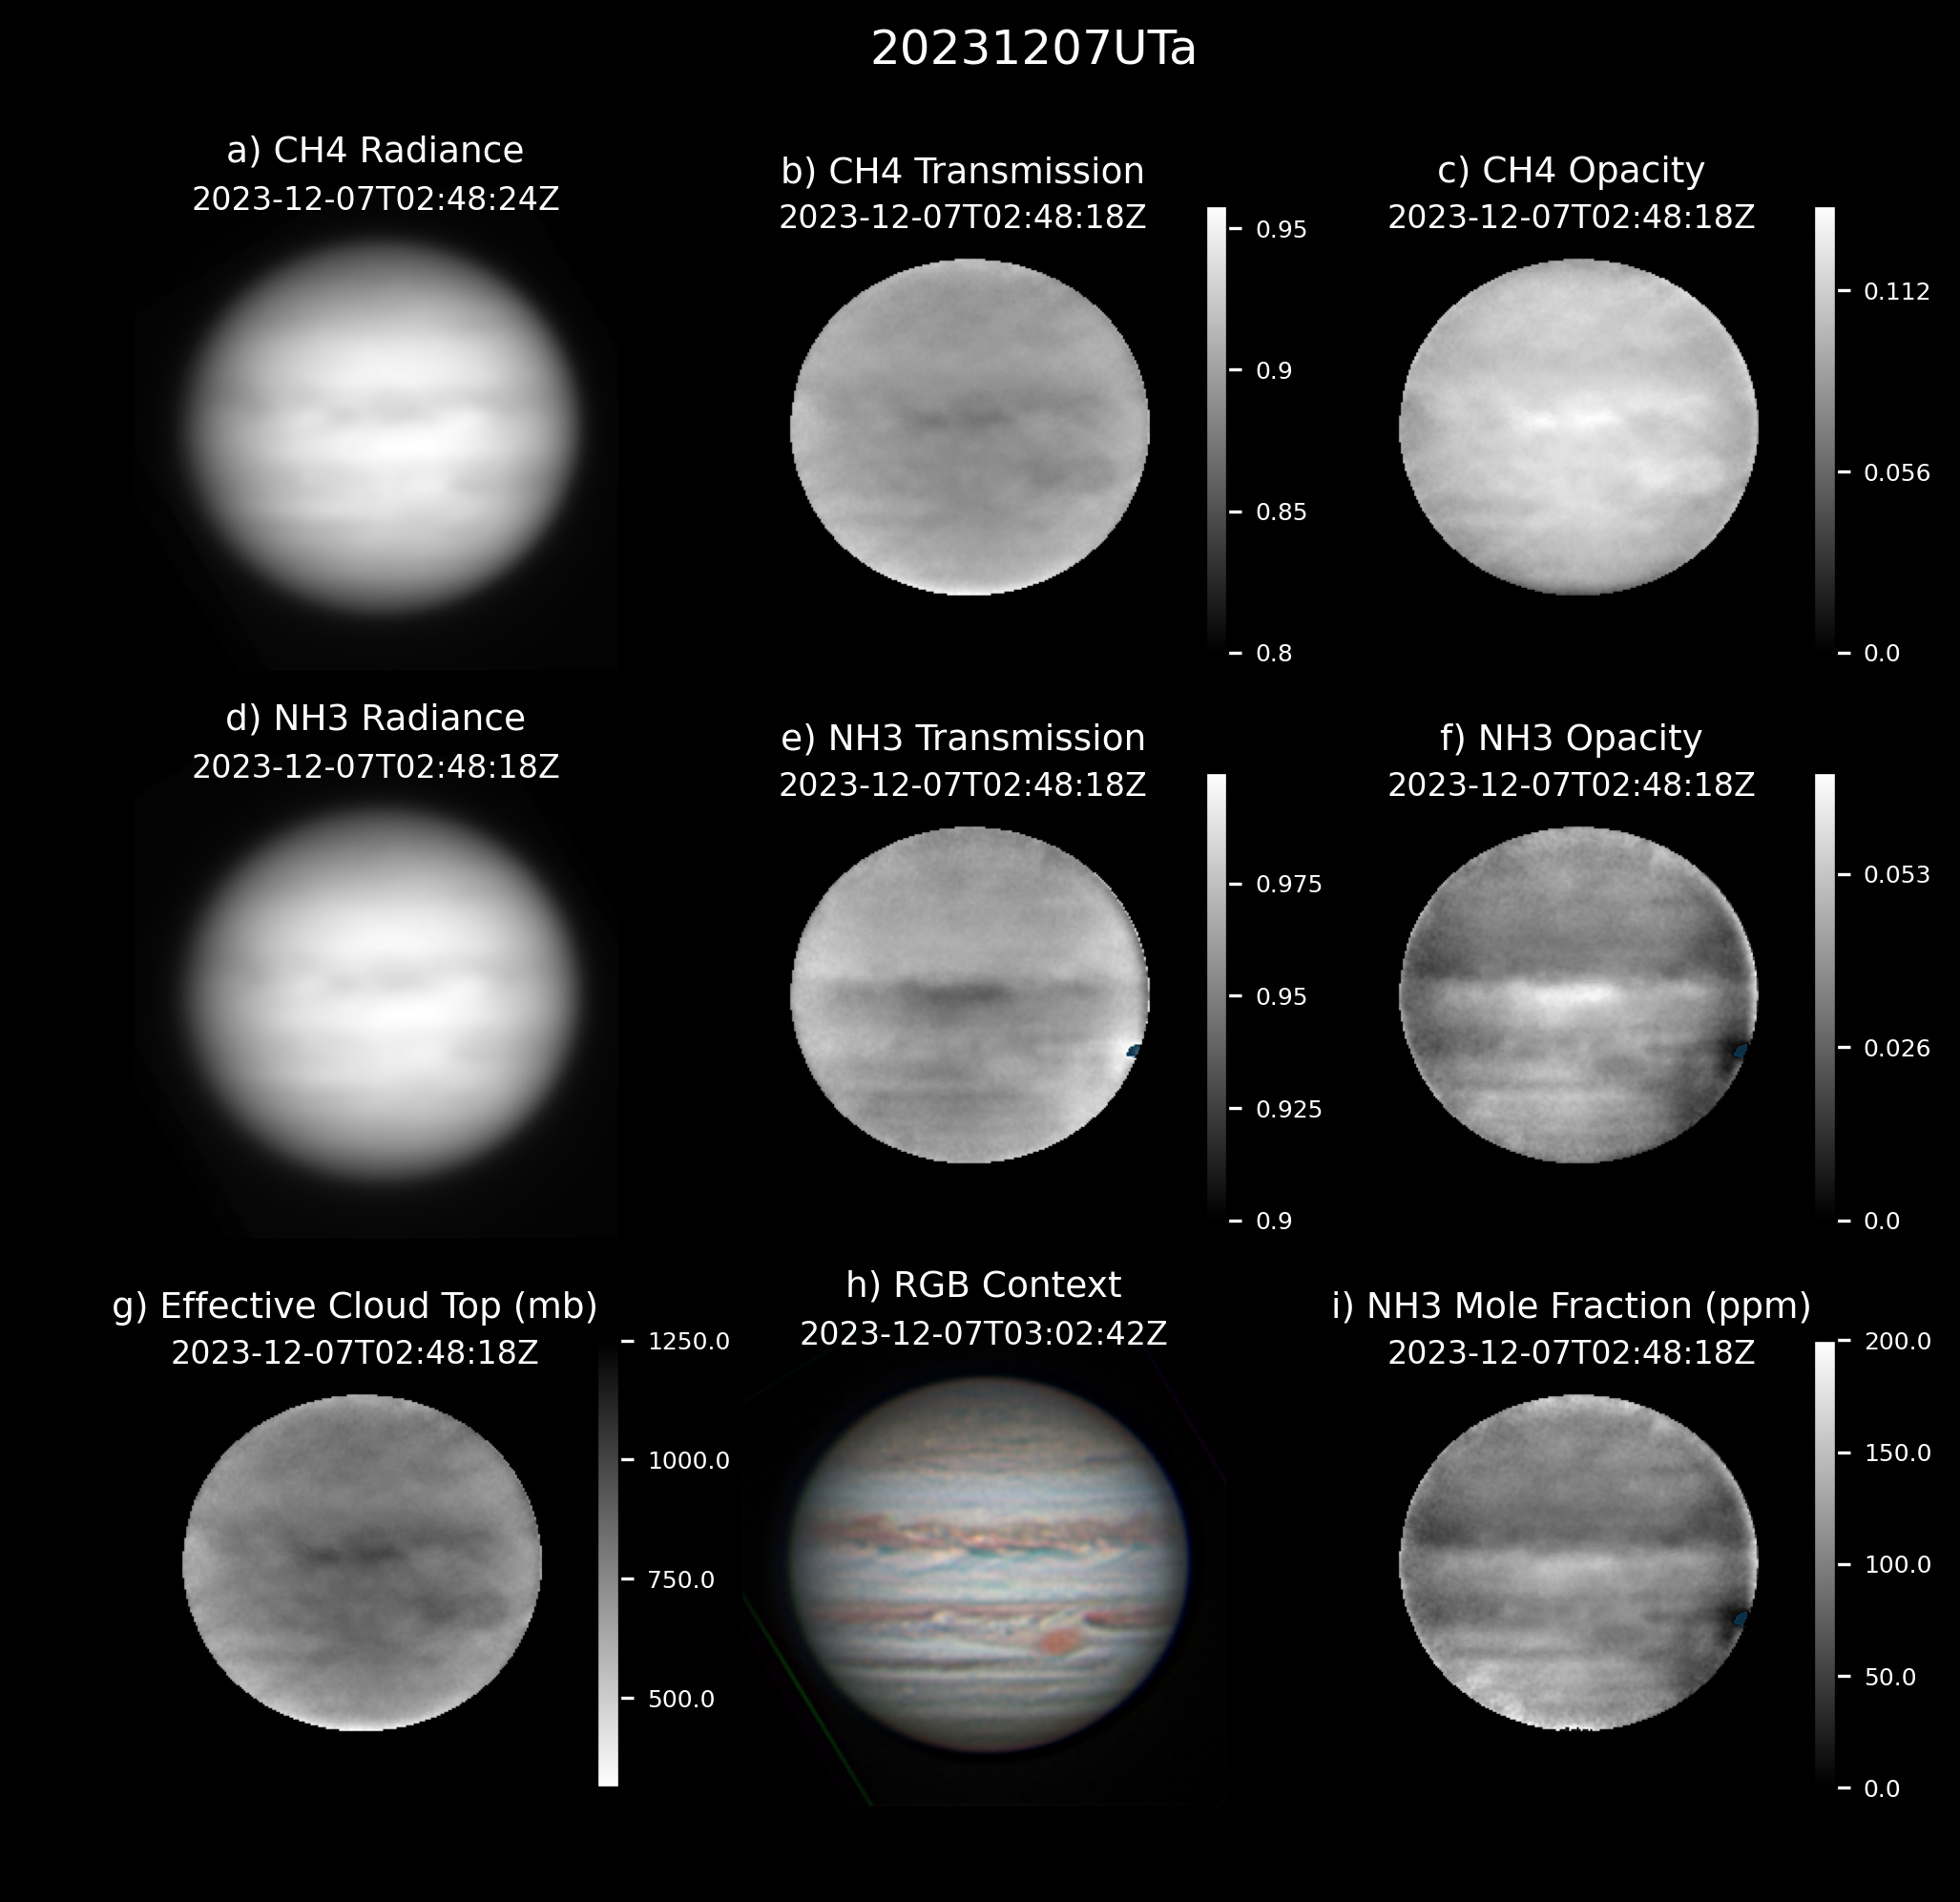 20231207UTa
a) CH4 Radiance
2023-12-07T02:48:24Z
b) CH4 Transmission
2023-12-07T02:48:18Z
0.95
0.9
0.85
0.8
c) CH4 Opacity
2023-12-07T02:48:18Z
0.112
0.056
0.0
d) NH3 Radiance
2023-12-07T02:48:18Z
e) NH3 Transmission
2023-12-07T02:48:18Z
0.975
0.95
0.925
0.9
f) NH3 Opacity
2023-12-07T02:48:18Z
0.053
0.026
0.0
g) Effective Cloud Top (mb)
2023-12-07T02:48:18Z
1250.0
1000.0
750.0
500.0
h) RGB Context
2023-12-07T03:02:42Z
i) NH3 Mole Fraction (ppm)
2023-12-07T02:48:18Z
200.0
150.0
100.0
50.0
0.0